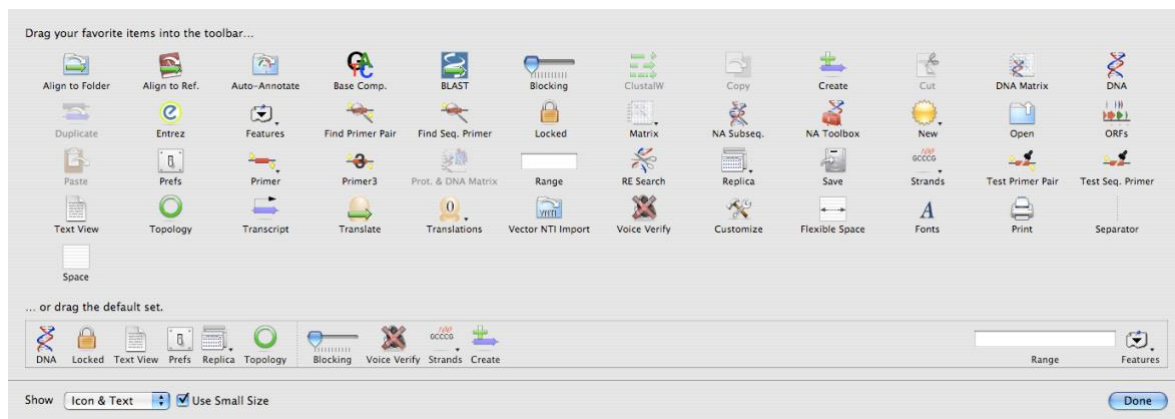 Drag your favorite items into the toolbar...
Align to Folder Align to Ref. Auto-Annotate Base Comp. BLAST Blocking ClustalW Copy Create Cut DNA Matrix DNA
Duplicate Entrez Features Find Primer Pair Find Seq. Primer Locked Matrix NA Subseq. NA Toolbox New Open ORFs
Paste Prefs Primer Primer3 Prot. & DNA Matrix Range RE Search Replica Save Strands Test Primer Pair Test Seq. Primer
Text View Topology Transcript Translate Translations Vector NTI Import Voice Verify Customize Flexible Space Fonts Print Separator
Space
... or drag the default set.
DNA Locked Text View Prefs Replica Topology Blocking Voice Verify Strands Create Range Features
Show Icon & Text Use Small Size Done